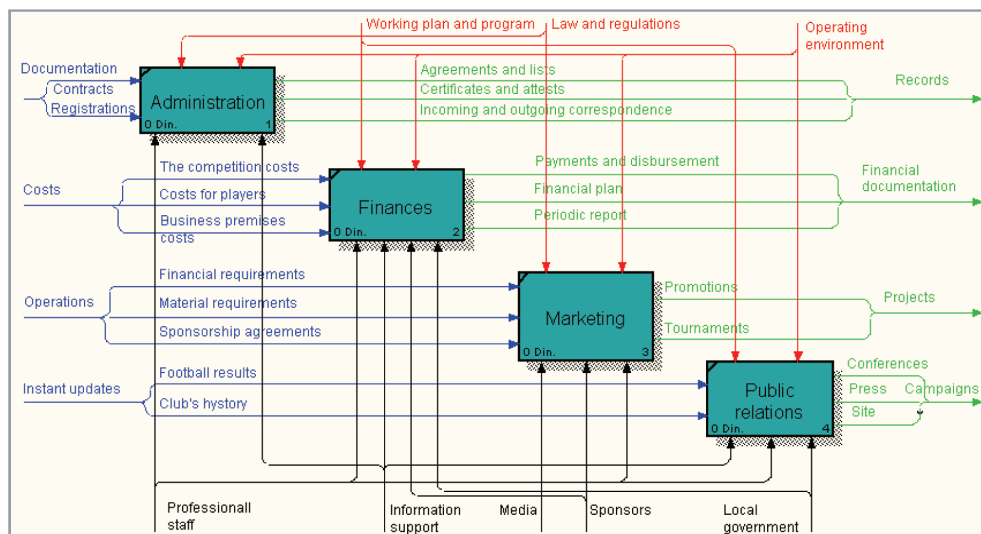 Working plan and program
Law and regulations
Operating
environment
Documentation
Contracts
Registrations
Administration
0 Din.
1
Agreements and lists
Certificates and attests
Incoming and outgoing correspondence
Records
Costs
The competition costs
Costs for players
Business premises
costs
Finances
0 Din.
2
Payments and disbursement
Financial plan
Periodic report
Financial
documentation
Operations
Financial requirements
Material requirements
Sponsorship agreements
Marketing
0 Din.
3
Promotions
Tournaments
Projects
Instant updates
Football results
Club's hystory
Public
relations
0 Din.
4
Conferences
Press
Site
Campaigns
Professionall
staff
Information
support
Media
Sponsors
Local
government